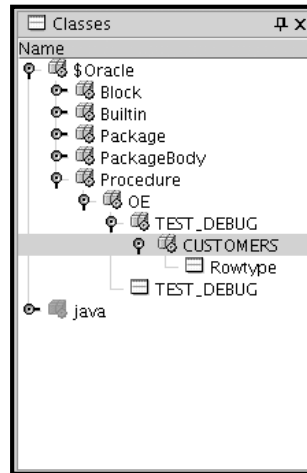 Classes
Name
$Oracle
Block
Builtin
Package
PackageBody
Procedure
OE
TEST_DEBUG
CUSTOMERS
Rowtype
TEST_DEBUG
java